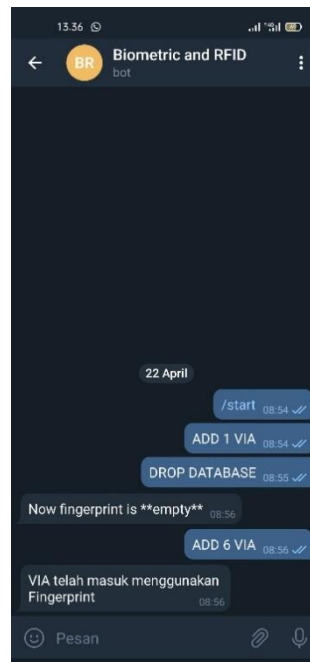 13.36
BR
Biometric and RFID
bot
22 April
/start 08:54
ADD 1 VIA 08:54
DROP DATABASE 08:55
Now fingerprint is **empty** 08:56
ADD 6 VIA 08:56
VIA telah masuk menggunakan
Fingerprint 08:56
Pesan